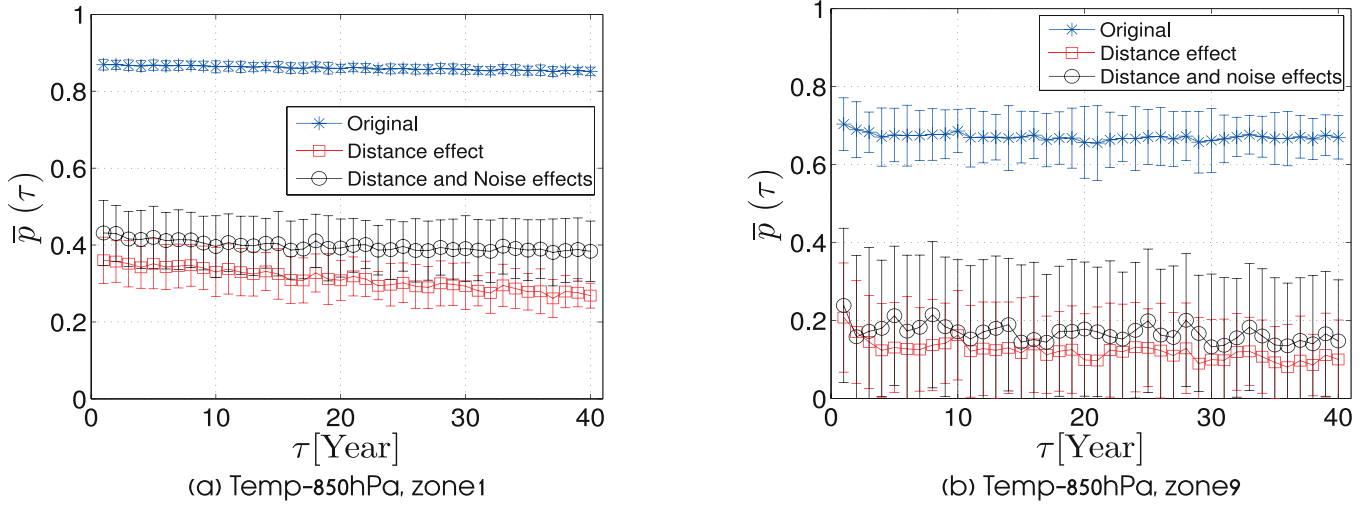 1
0.8
0.6
0.4
0.2
0
p̅ (τ)
Original
Distance effect
Distance and Noise effects
0 10 20 30 40
τ[Year]
(a) Temp-850hPa, zone1
1
0.8
0.6
0.4
0.2
0
p̅ (τ)
Original
Distance effect
Distance and noise effects
0 10 20 30 40
τ[Year]
(b) Temp-850hPa, zone9